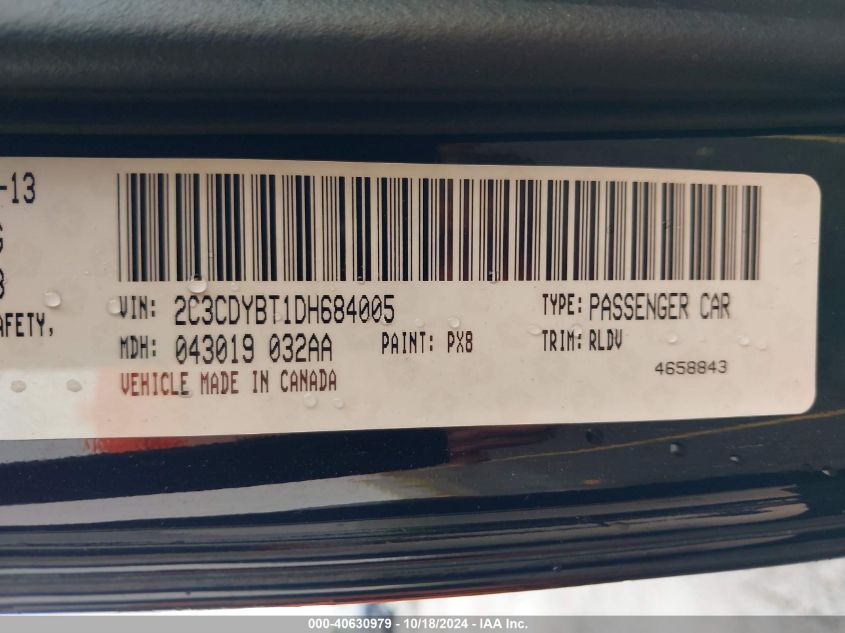 -13
G
8
AFETY,
VIN: 2C3CDYBT1DH684005 TYPE: PASSENGER CAR
MDH: 043019 032AA PAINT: PX8 TRIM: RLDV
VEHICLE MADE IN CANADA 4658843
000-40630979 - 10/18/2024 - IAA Inc.